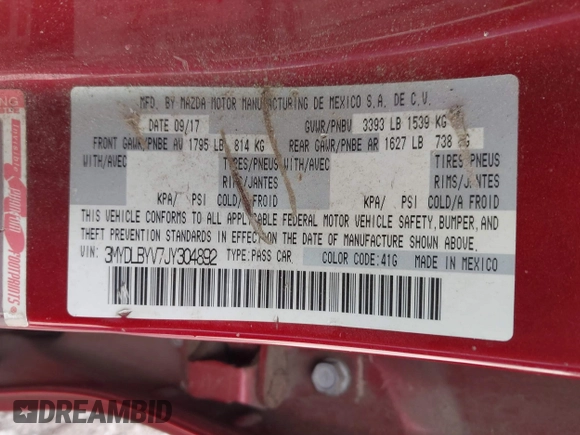 MFD. BY MAZDA MOTOR MANUFACTURING DE MEXICO S.A. DE C.V.
DATE 09/17 GVWR/PNBV 3393 LB 1539 KG
FRONT GAWR/PNBE AV 1795 LB 814 KG REAR GAWR/PNBE AR 1627 LB 738 KG
WITH/AVEC TIRES/PNEUS WITH/AVEC TIRES/PNEUS
RIMS/JANTES RIMS/JANTES
KPA/ PSI COLD/A FROID KPA/ PSI COLD/A FROID
THIS VEHICLE CONFORMS TO ALL APPLICABLE FEDERAL MOTOR VEHICLE SAFETY, BUMPER, AND
THEFT PREVENTION STANDARDS IN EFFECT ON THE DATE OF MANUFACTURE SHOWN ABOVE.
VIN: 3MYDLBYV7JY304892 TYPE: PASS CAR COLOR CODE: 41G MADE IN MEXICO
FOOTPRINTS
DREAMBID